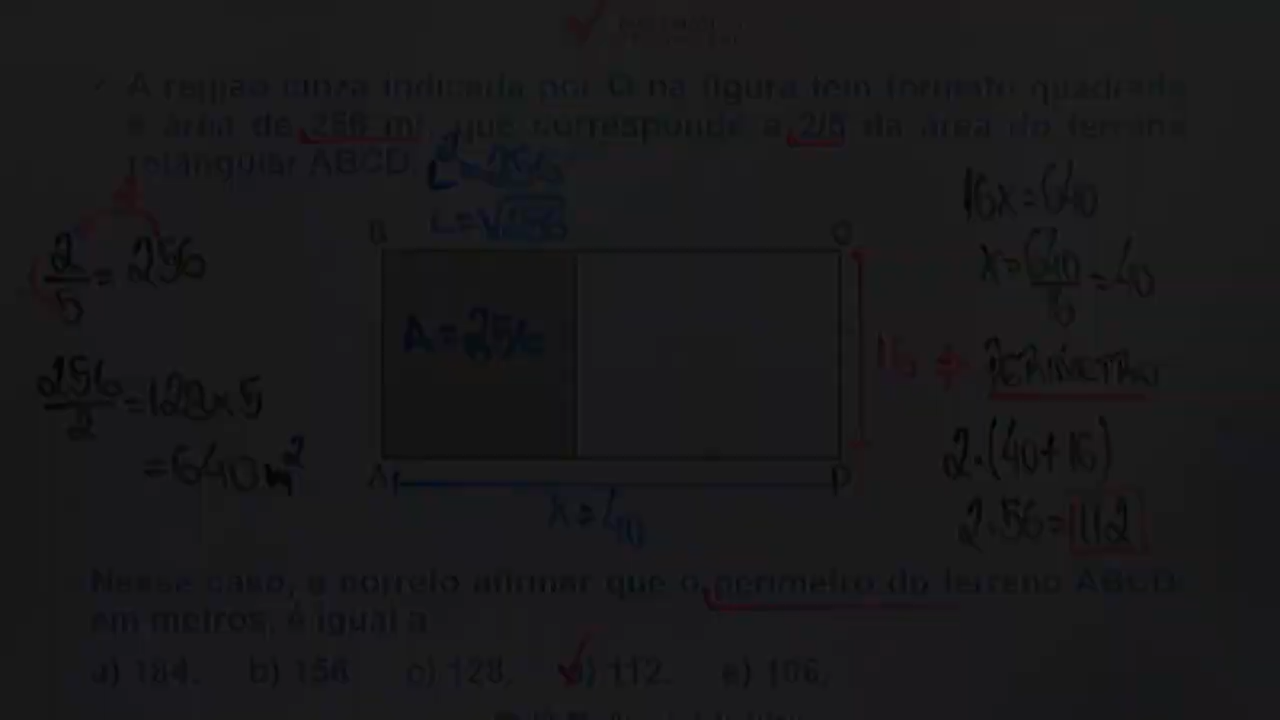 A região cinza indicada por Q na figura tem formato quadrado
e área de 256 m², que corresponde a 2/5 da área do terreno
retangular ABCD.
L² = 256
L = √256
2/5 = 256
256/2 = 128 x 5
= 640 m²
B
C
A = 256
A
D
x = 40
16
16x = 640
x = 640/16 = 40
PERÍMETRO
2.(40+16)
2.56 = 112
Nesse caso, é correto afirmar que o perímetro do terreno ABCD,
em metros, é igual a
a) 184. b) 158. c) 128. d) 112. e) 106.